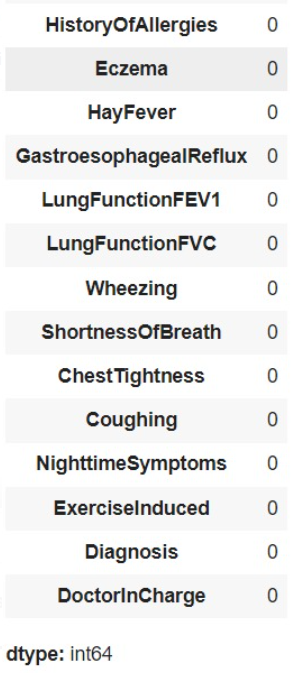 HistoryOfAllergies 0
Eczema 0
HayFever 0
GastroesophagealReflux 0
LungFunctionFEV1 0
LungFunctionFVC 0
Wheezing 0
ShortnessOfBreath 0
ChestTightness 0
Coughing 0
NighttimeSymptoms 0
ExerciseInduced 0
Diagnosis 0
DoctorInCharge 0
dtype: int64